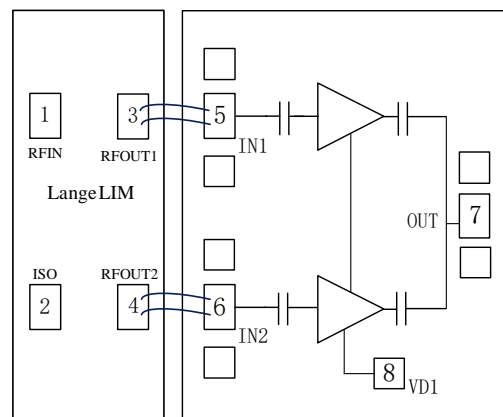 1
RFIN
3
RFOUT1
5
IN1
Lange LIM
OUT
7
ISO
2
RFOUT2
4
6
IN2
8
VD1